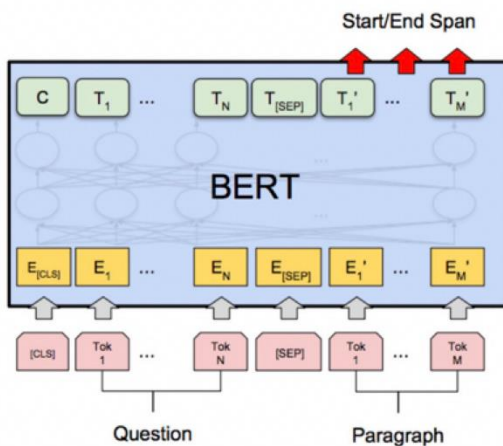 Start/End Span
C T1 ... TN T[SEP] T1' ... TM'
BERT
E[CLS] E1 ... EN E[SEP] E1' ... EM'
[CLS] Tok 1 ... Tok N [SEP] Tok 1 ... Tok M
Question Paragraph